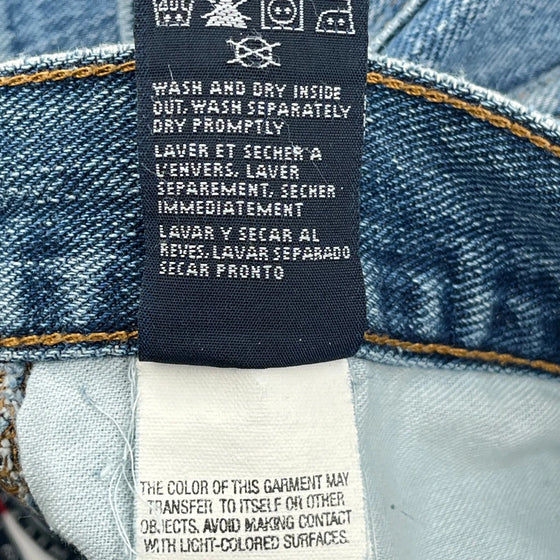 40
WASH AND DRY INSIDE
OUT, WASH SEPARATELY
DRY PROMPTLY
LAVER ET SECHER A
L'ENVERS, LAVER
SEPAREMENT, SECHER
IMMEDIATEMENT
LAVAR Y SECAR AL
REVES, LAVAR SEPARADO
SECAR PRONTO
THE COLOR OF THIS GARMENT MAY
TRANSFER TO ITSELF OR OTHER
OBJECTS. AVOID MAKING CONTACT
WITH LIGHT-COLORED SURFACES.